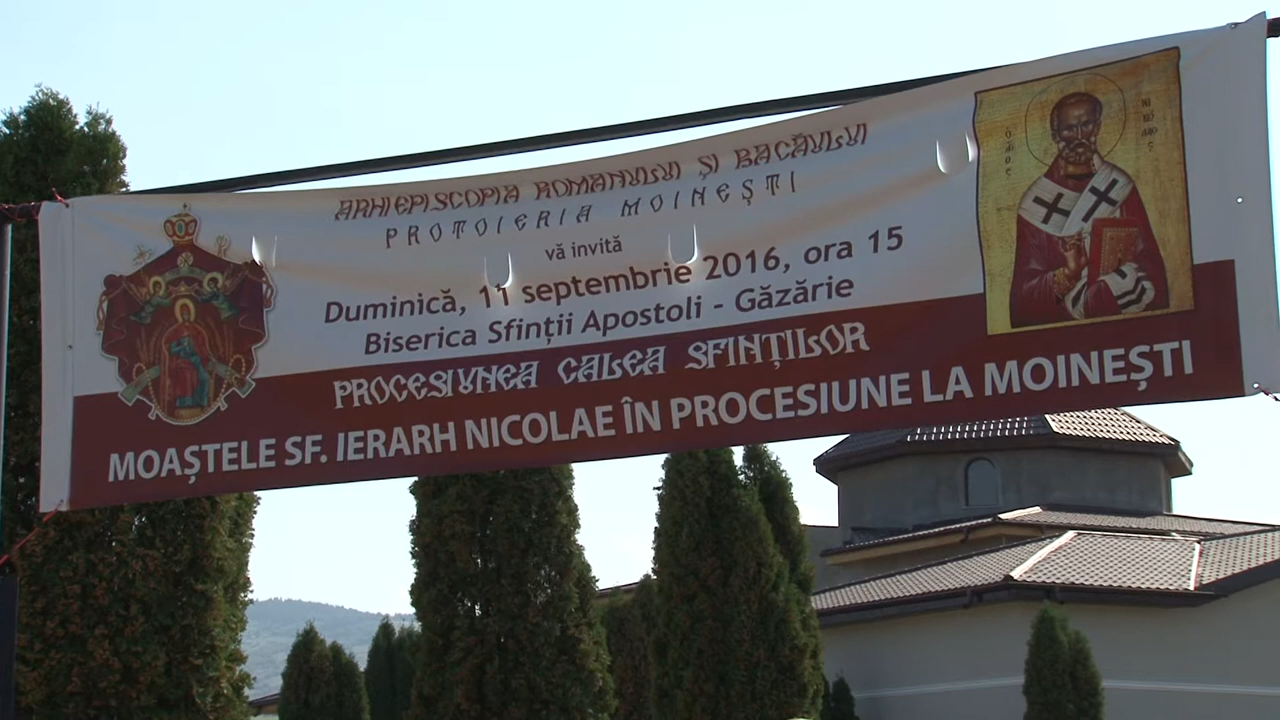 ARHIEPISCOPIA ROMANULUI ȘI BACĂULUI
PROTOIERIA MOINEȘTI
vă invită
Duminică, 11 septembrie 2016, ora 15
Biserica Sfinții Apostoli - Găzărie
PROCESIUNEA CALEA SFINȚILOR
MOAȘTELE SF. IERARH NICOLAE ÎN PROCESIUNE LA MOINEȘTI